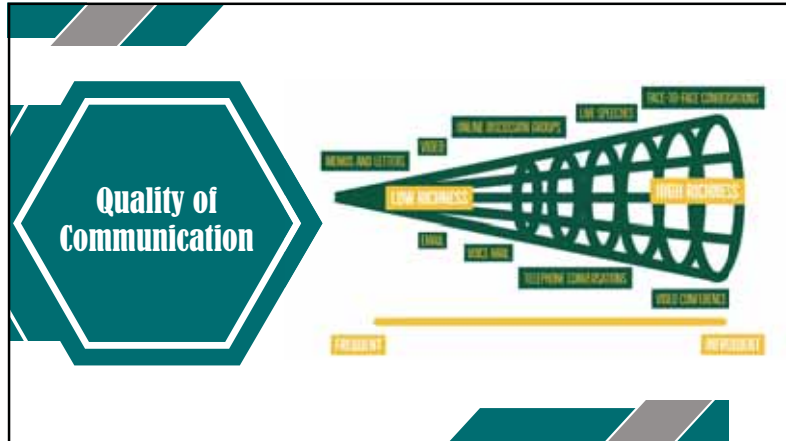 Quality of
Communication
FACE-TO-FACE CONVERSATIONS
LIVE SPEECHES
ONLINE DISCUSSION GROUPS
VIDEO
MEMOS AND LETTERS
LOW RICHNESS
HIGH RICHNESS
EMAIL
VOICE MAIL
TELEPHONE CONVERSATIONS
VIDEO CONFERENCE
FREQUENT
INFREQUENT